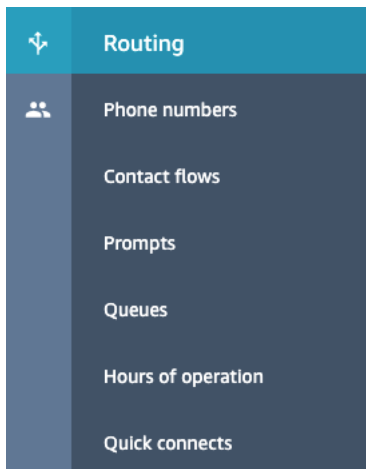 Routing
Phone numbers
Contact flows
Prompts
Queues
Hours of operation
Quick connects